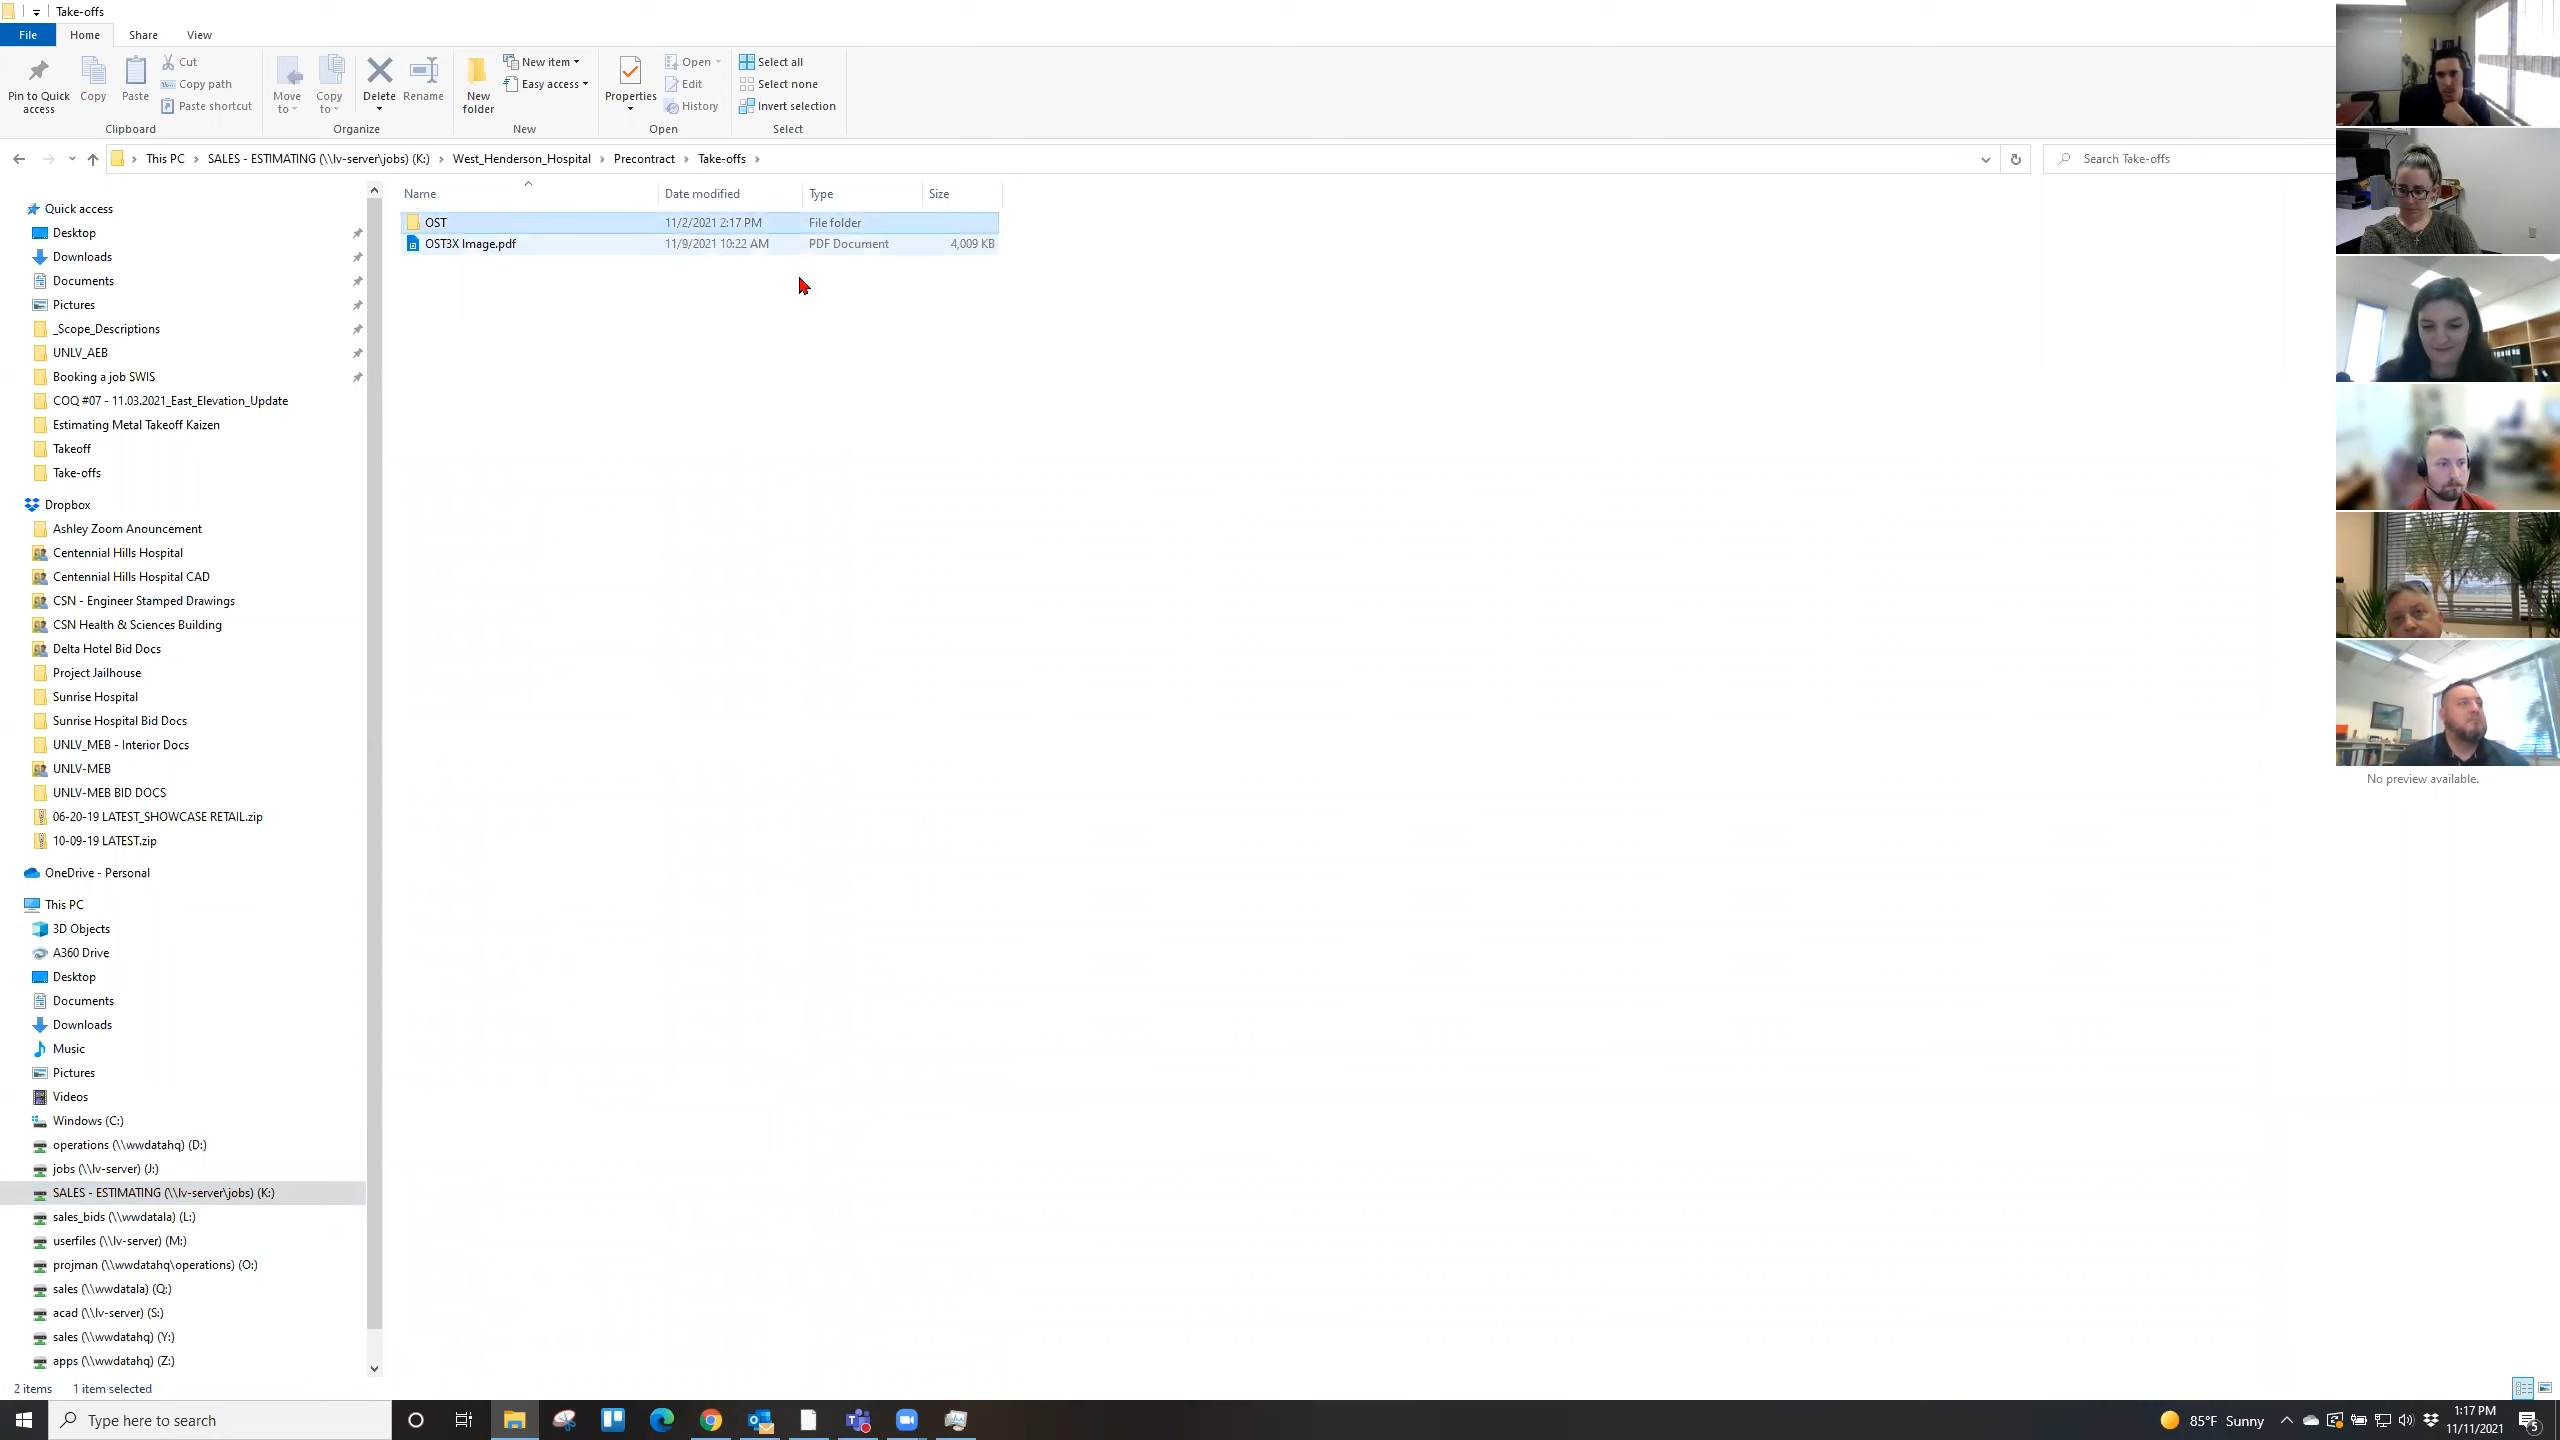 Take-offs
File Home Share View
Pin to Quick access
Copy
Paste
Cut
Copy path
Paste shortcut
Clipboard
Move to
Copy to
Delete
Rename
Organize
New folder
New item
Easy access
New
Properties
Open
Edit
History
Open
Select all
Select none
Invert selection
Select
This PC > SALES - ESTIMATING (\\lv-server\jobs) (K:) > West_Henderson_Hospital > Precontract > Take-offs >
Search Take-offs
Name Date modified Type Size
OST 11/2/2021 2:17 PM File folder
OST3X Image.pdf 11/9/2021 10:22 AM PDF Document 4,009 KB
Quick access
Desktop
Downloads
Documents
Pictures
_Scope_Descriptions
UNLV_AEB
Booking a job SWIS
COQ #07 - 11.03.2021_East_Elevation_Update
Estimating Metal Takeoff Kaizen
Takeoff
Take-offs
Dropbox
Ashley Zoom Anouncement
Centennial Hills Hospital
Centennial Hills Hospital CAD
CSN - Engineer Stamped Drawings
CSN Health & Sciences Building
Delta Hotel Bid Docs
Project Jailhouse
Sunrise Hospital
Sunrise Hospital Bid Docs
UNLV_MEB - Interior Docs
UNLV-MEB
UNLV-MEB BID DOCS
06-20-19 LATEST_SHOWCASE RETAIL.zip
10-09-19 LATEST.zip
OneDrive - Personal
This PC
3D Objects
A360 Drive
Desktop
Documents
Downloads
Music
Pictures
Videos
Windows (C:)
operations (\\wwdatahq) (D:)
jobs (\\lv-server) (J:)
SALES - ESTIMATING (\\lv-server\jobs) (K:)
sales_bids (\\wwdatala) (L:)
userfiles (\\lv-server) (M:)
projman (\\wwdatahq\operations) (O:)
sales (\\wwdatala) (Q:)
acad (\\lv-server) (S:)
sales (\\wwdatahq) (Y:)
apps (\\wwdatahq) (Z:)
No preview available.
2 items 1 item selected
Type here to search
85°F Sunny
1:17 PM
11/11/2021
5